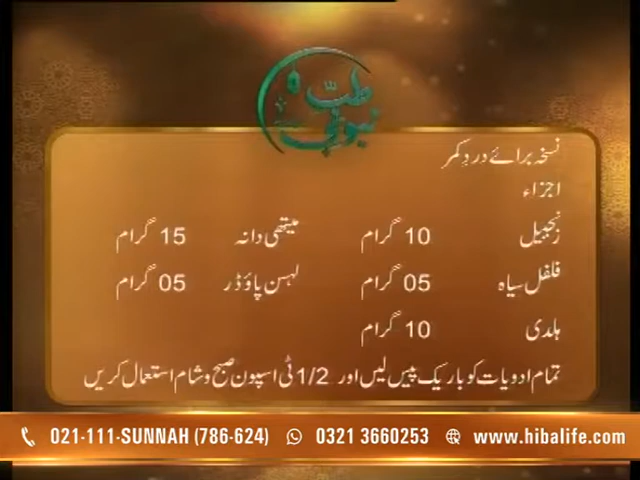 طب نبوی
نسخہ برائے دردِ کمر
اجزاء
زنجبیل 10 گرام میتھی دانہ 15 گرام
فلفل سیاہ 05 گرام لہسن پاؤڈر 05 گرام
ہلدی 10 گرام
تمام ادویات کو باریک پیس لیں اور 1/2 ٹی اسپون صبح و شام استعمال کریں
021-111-SUNNAH (786-624) 0321 3660253 www.hibalife.com